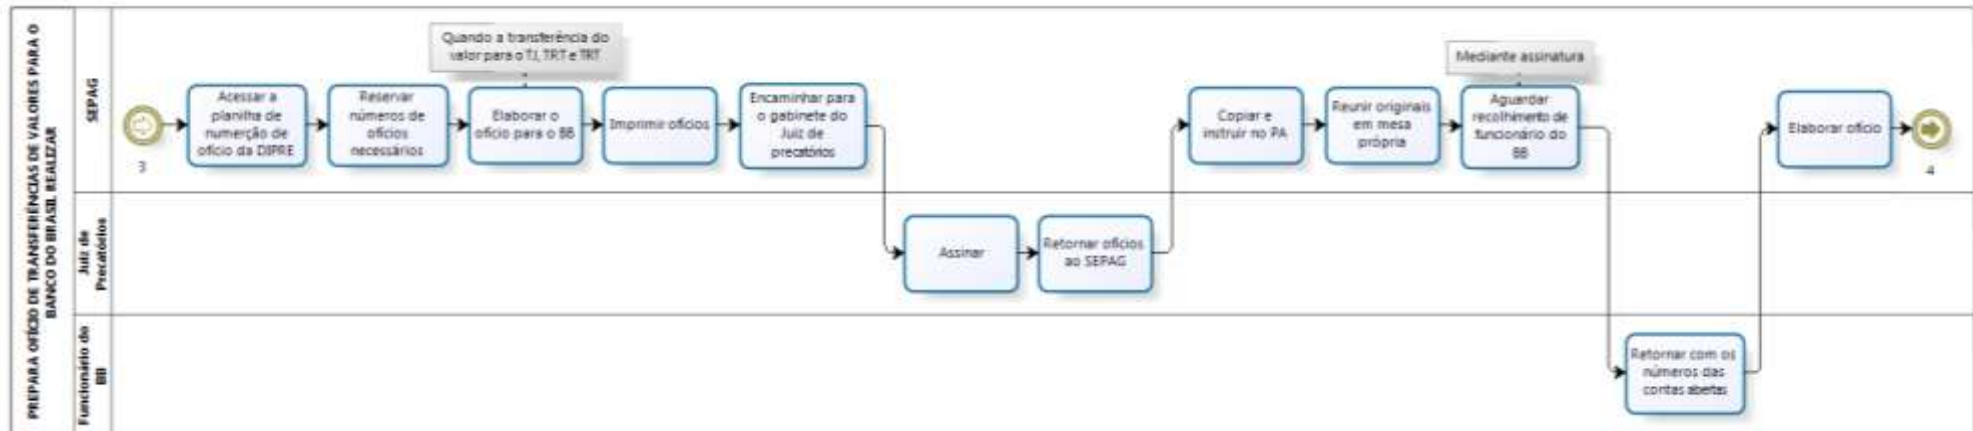 PREPARA OFÍCIO DE TRANSFERÊNCIAS DE VALORES PARA O
BANCO DO BRASIL REALIZAR
SEPAG
3
Acessar a
planilha de
numerção de
ofício da DIPRE
Reservar
números de
ofícios
necessários
Quando a transferência do
valor para o TJ, TRT e TRT
Elaborar o
ofício para o BB
Imprimir ofícios
Encaminhar para
o gabinete do
Juiz de
precatórios
Copiar e
instruir no PA
Reunir originais
em mesa
própria
Mediante assinatura
Aguardar
recolhimento de
funcionário do
BB
Elaborar ofício
4
Juiz de
Precatórios
Assinar
Retornar ofícios
ao SEPAG
Funcionário do
BB
Retornar com os
números das
contas abertas